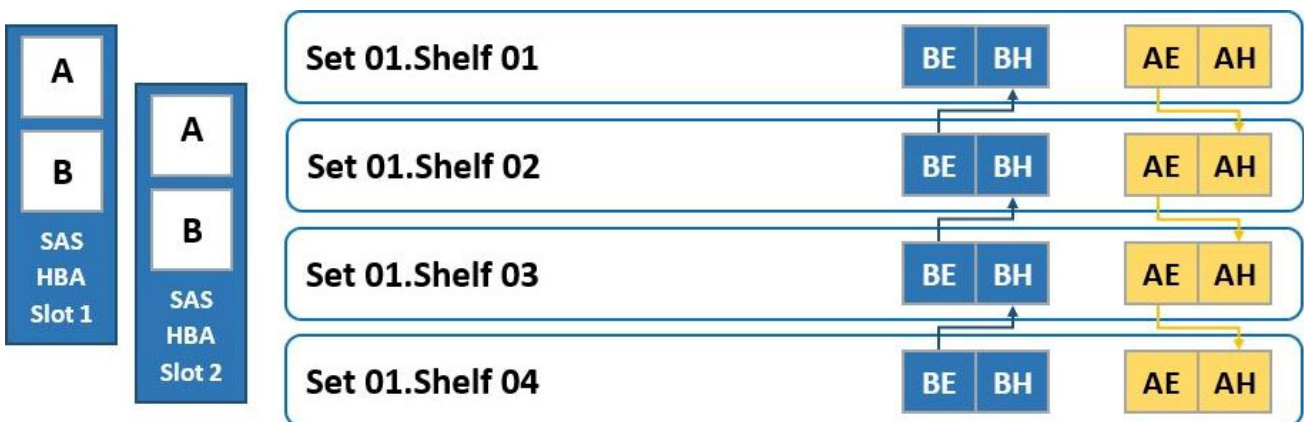 A
B
SAS
HBA
Slot 1
A
B
SAS
HBA
Slot 2
Set 01.Shelf 01
BE BH AE AH
Set 01.Shelf 02
BE BH AE AH
Set 01.Shelf 03
BE BH AE AH
Set 01.Shelf 04
BE BH AE AH